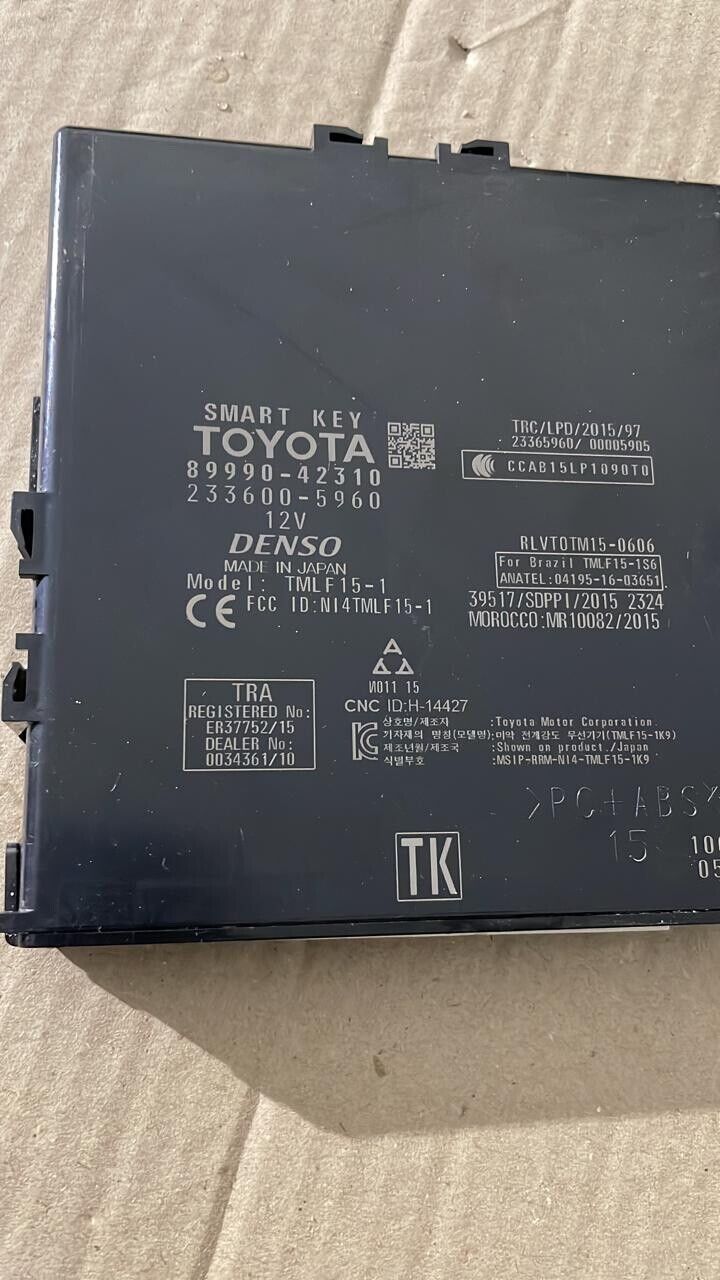 SMART KEY
TOYOTA
89990-42310
233600-5960
12V
DENSO
MADE IN JAPAN
Model: TMLF15-1
CE FCC ID:NI4TMLF15-1
TRC/LPD/2015/97
23365960/ 00005905
CCAB15LP1090T0
RLVTOTM15-0606
For Brazil TMLF15-1S6
ANATEL:04195-16-03651
39517/SDPPI/2015 2324
MOROCCO:MR10082/2015
И011 15
CNC ID:H-14427
TRA
REGISTERED No:
ER37752/15
DEALER No:
0034361/10
상호명/제조자 :Toyota Motor Corporation.
기자재의 명칭(모델명):미약 전계강도 무선기기(TMLF15-1K9)
제조년월/제조국 :Shown on product./Japan
식별부호 :MSIP-RRM-NI4-TMLF15-1K9
>PC+ABS
15
TK